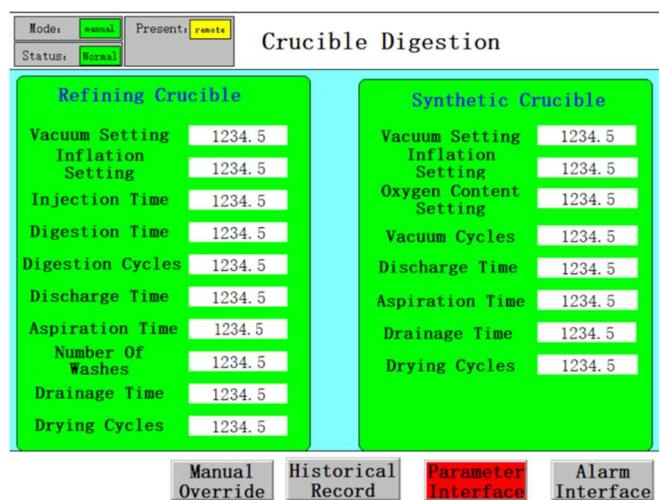 Mode: manual Present: remote
Crucible Digestion
Status: Normal
Refining Crucible
Vacuum Setting 1234.5
Inflation
Setting 1234.5
Injection Time 1234.5
Digestion Time 1234.5
Digestion Cycles 1234.5
Discharge Time 1234.5
Aspiration Time 1234.5
Number Of
Washes 1234.5
Drainage Time 1234.5
Drying Cycles 1234.5
Synthetic Crucible
Vacuum Setting 1234.5
Inflation
Setting 1234.5
Oxygen Content
Setting 1234.5
Vacuum Cycles 1234.5
Discharge Time 1234.5
Aspiration Time 1234.5
Drainage Time 1234.5
Drying Cycles 1234.5
Manual
Override
Historical
Record
Parameter
Interface
Alarm
Interface